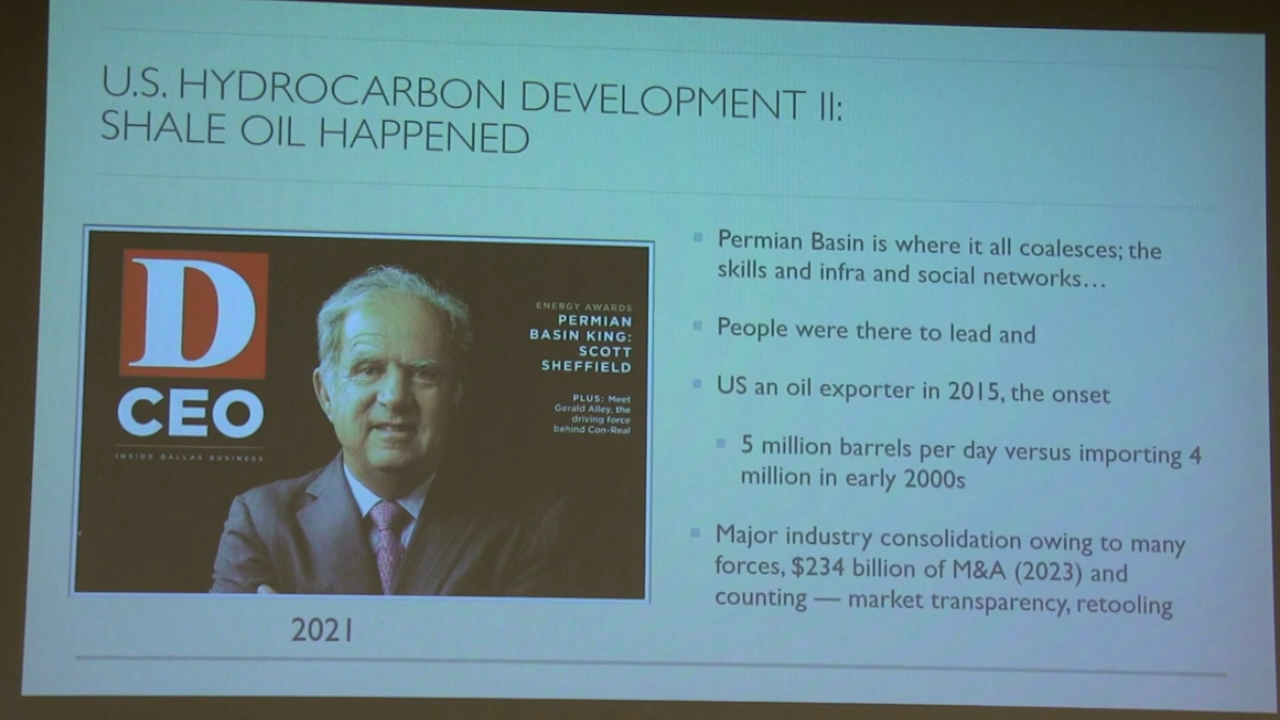 U.S. HYDROCARBON DEVELOPMENT II:
SHALE OIL HAPPENED
D
CEO
INSIDE DALLAS BUSINESS
ENERGY AWARDS
PERMIAN
BASIN KING:
SCOTT
SHEFFIELD
PLUS: Meet
Gerald Alley, the
driving force
behind Con-Real
2021
Permian Basin is where it all coalesces; the
skills and infra and social networks...
People were there to lead and
US an oil exporter in 2015, the onset
5 million barrels per day versus importing 4
million in early 2000s
Major industry consolidation owing to many
forces, $234 billion of M&A (2023) and
counting — market transparency, retooling